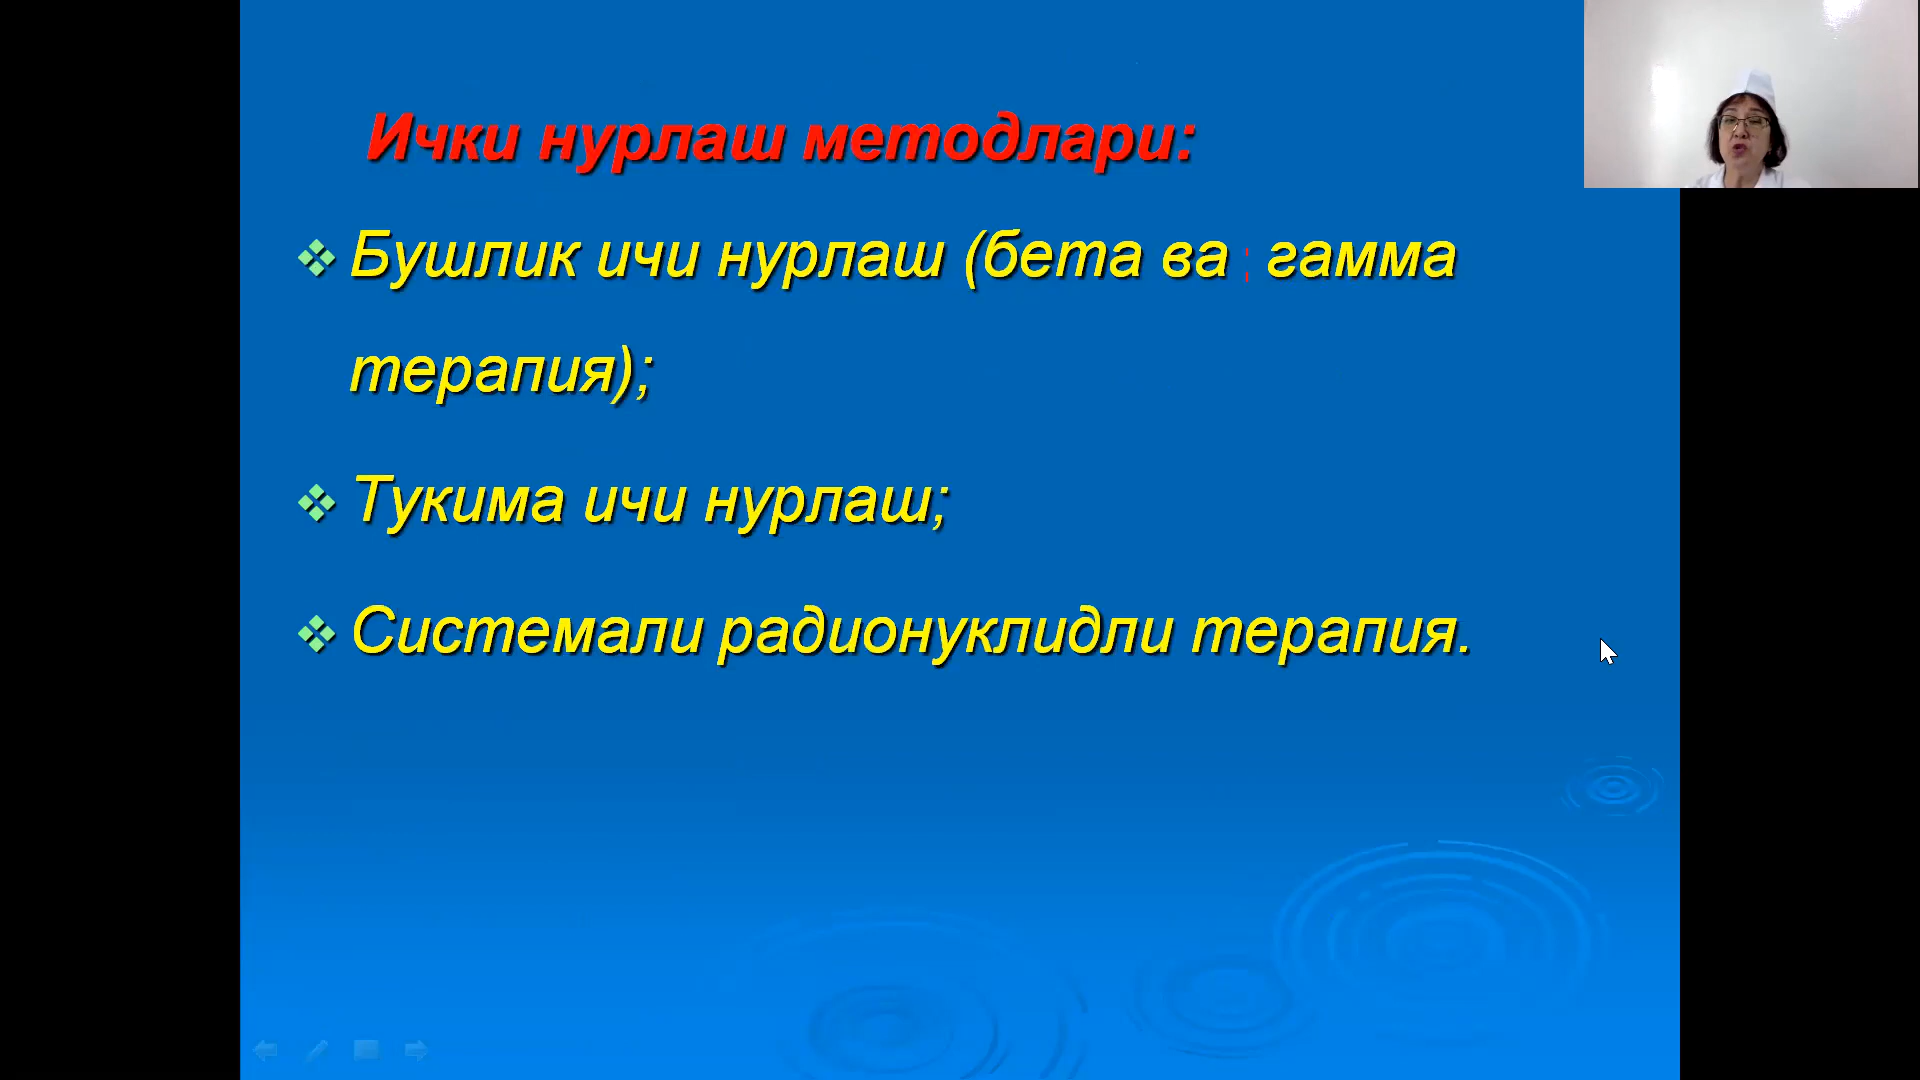 Ички нурлаш методлари:
Бушлик ичи нурлаш (бета ва гамма
терапия);
Тукима ичи нурлаш;
Системали радионуклидли терапия.